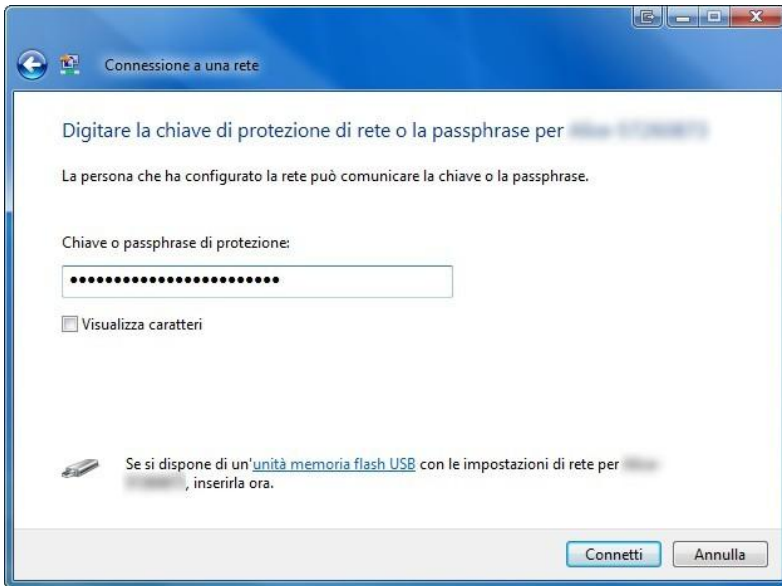 Connessione a una rete
Digitare la chiave di protezione di rete o la passphrase per
La persona che ha configurato la rete può comunicare la chiave o la passphrase.
Chiave o passphrase di protezione:
••••••••••••••••••••••••
Visualizza caratteri
Se si dispone di un'unità memoria flash USB con le impostazioni di rete per
, inserirla ora.
Connetti Annulla